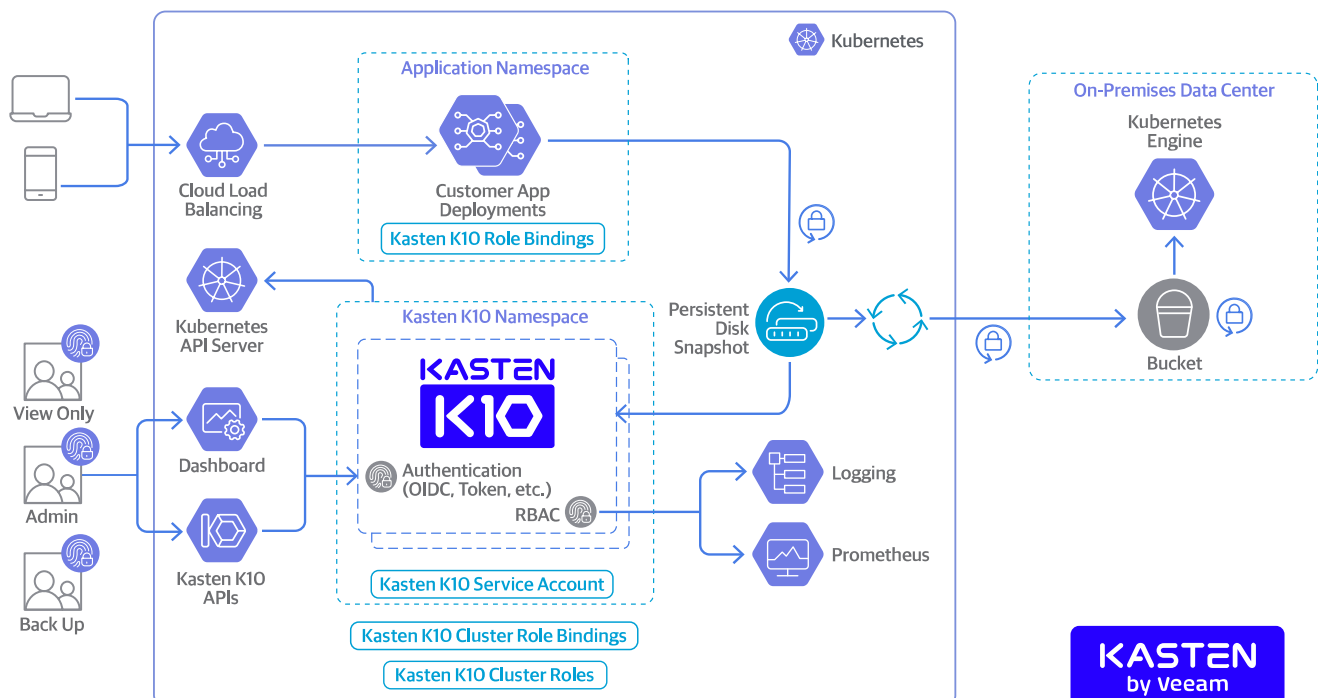 Kubernetes
Application Namespace
Customer App
Deployments
Kasten K10 Role Bindings
Cloud Load
Balancing
Kubernetes
API Server
Kasten K10 Namespace
KASTEN
K10
Authentication
(OIDC, Token, etc.)
RBAC
Kasten K10 Service Account
Kasten K10 Cluster Role Bindings
Kasten K10 Cluster Roles
View Only
Admin
Back Up
Dashboard
Kasten K10
APIs
Persistent
Disk
Snapshot
Logging
Prometheus
On-Premises Data Center
Kubernetes
Engine
Bucket
KASTEN
by Veeam